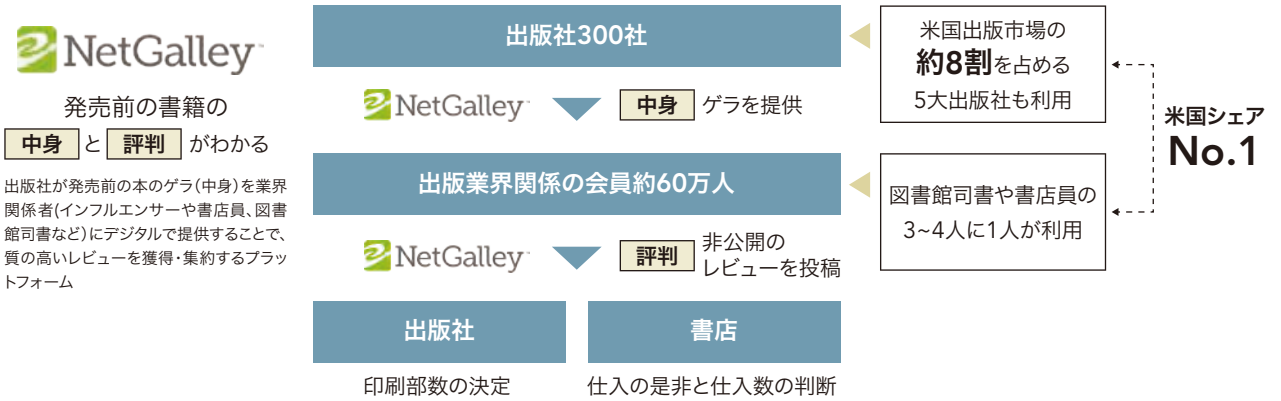 NetGalley
発売前の書籍の
中身 と 評判 がわかる
出版社が発売前の本のゲラ（中身）を業界
関係者(インフルエンサーや書店員、図書
館司書など)にデジタルで提供することで、
質の高いレビューを獲得・集約するプラッ
トフォーム
出版社300社
NetGalley 中身 ゲラを提供
出版業界関係の会員約60万人
NetGalley 評判 非公開の
レビューを投稿
出版社
印刷部数の決定
書店
仕入の是非と仕入数の判断
米国出版市場の
約8割を占める
5大出版社も利用
図書館司書や書店員の
3~4人に1人が利用
米国シェア
No.1